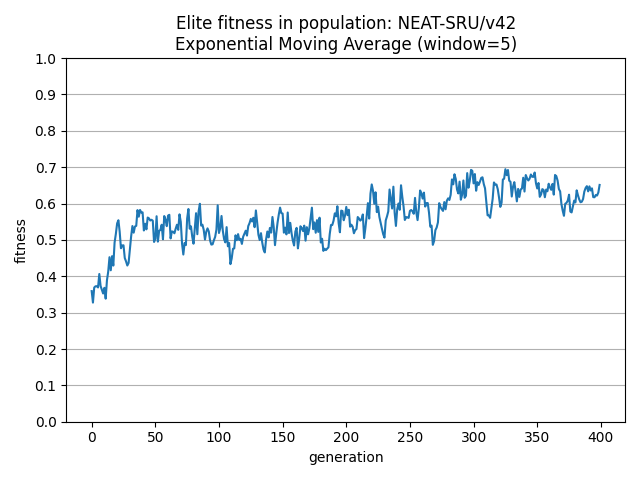 Elite fitness in population: NEAT-SRU/v42
Exponential Moving Average (window=5)
1.0
0.9
0.8
0.7
0.6
0.5
0.4
0.3
0.2
0.1
0.0
fitness
0 50 100 150 200 250 300 350 400
generation